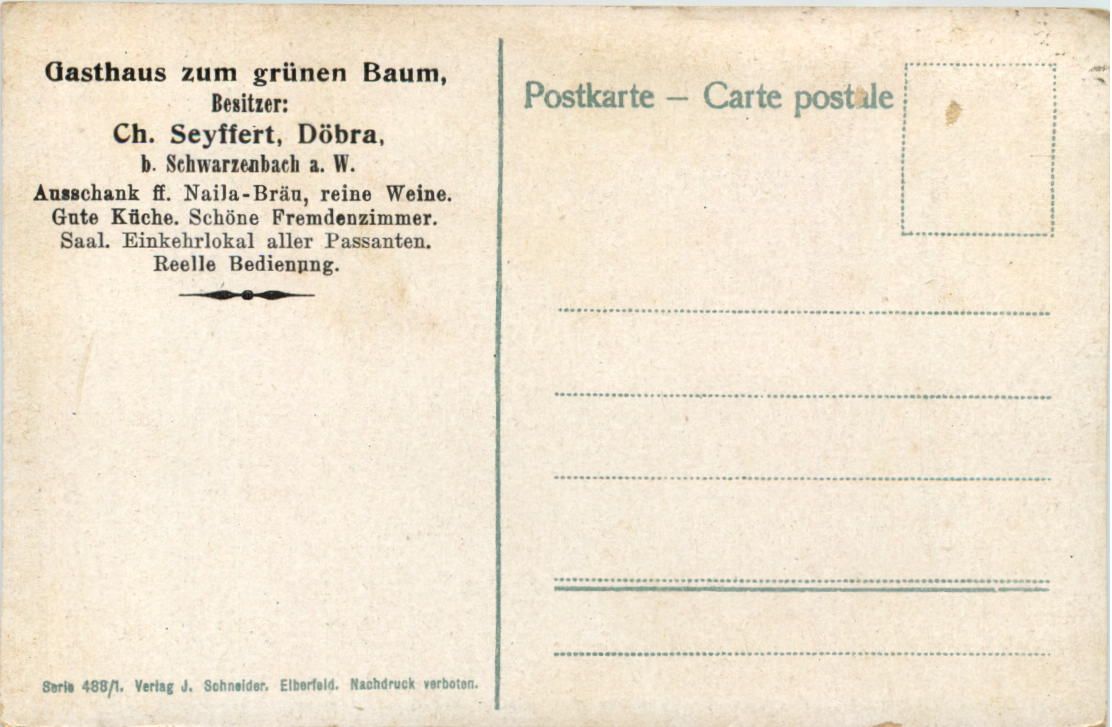 Gasthaus zum grünen Baum,
Besitzer:
Ch. Seyffert, Döbra,
b. Schwarzenbach a. W.
Ausschank ff. Naila-Bräu, reine Weine.
Gute Küche. Schöne Fremdenzimmer.
Saal. Einkehrlokal aller Passanten.
Reelle Bedienung.
Serie 488/1. Verlag J. Schneider. Elberfeld. Nachdruck verboten.
Postkarte – Carte postale